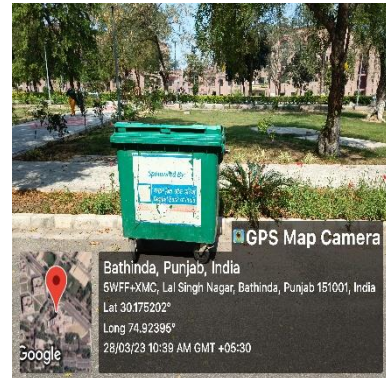 Sponsored By:
GPS Map Camera
Bathinda, Punjab, India
5WFF+XMC, Lal Singh Nagar, Bathinda, Punjab 151001, India
Lat 30.175202°
Long 74.92395°
28/03/23 10:39 AM GMT +05:30
Google